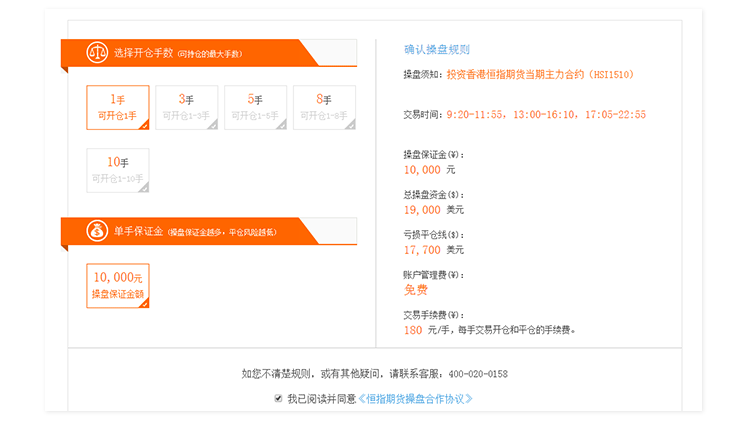 选择开仓手数（可持仓的最大手数）
1手
可开仓1手
3手
可开仓1-3手
5手
可开仓1-5手
8手
可开仓1-8手
10手
可开仓1-10手
单手保证金（操盘保证金越多，平仓风险越低）
10,000元
操盘保证金额
确认操盘规则
操盘须知：投资香港恒指期货当期主力合约（HSI1510）
交易时间：9:20-11:55, 13:00-16:10, 17:05-22:55
操盘保证金(¥)：
10,000 元
总操盘资金($)：
19,000 美元
亏损平仓线($)：
17,700 美元
账户管理费(¥)：
免费
交易手续费(¥)：
180 元/手，每手交易开仓和平仓的手续费。
如您不清楚规则，或有其他疑问，请联系客服：400-020-0158
我已阅读并同意《恒指期货操盘合作协议》